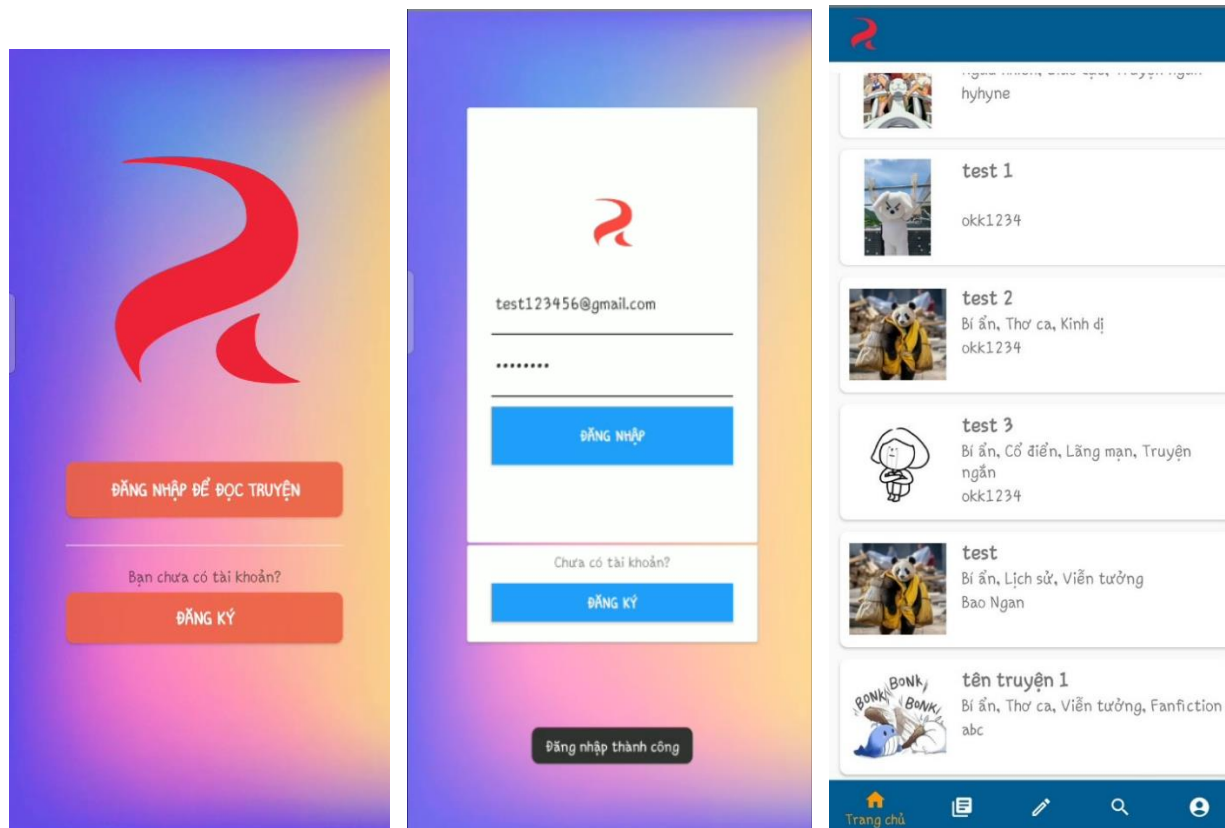 ĐĂNG NHẬP ĐỂ ĐỌC TRUYỆN
Bạn chưa có tài khoản?
ĐĂNG KÝ
test123456@gmail.com
••••••••
ĐĂNG NHẬP
Chưa có tài khoản?
ĐĂNG KÝ
Đăng nhập thành công
hyhyne
test 1
okk1234
test 2
Bí ẩn, Thơ ca, Kinh dị
okk1234
test 3
Bí ẩn, Cổ điển, Lãng mạn, Truyện
ngắn
okk1234
test
Bí ẩn, Lịch sử, Viễn tưởng
Bao Ngan
BONK
BONK
BONK
BONK
tên truyện 1
Bí ẩn, Thơ ca, Viễn tưởng, Fanfiction
abc
Trang chủ